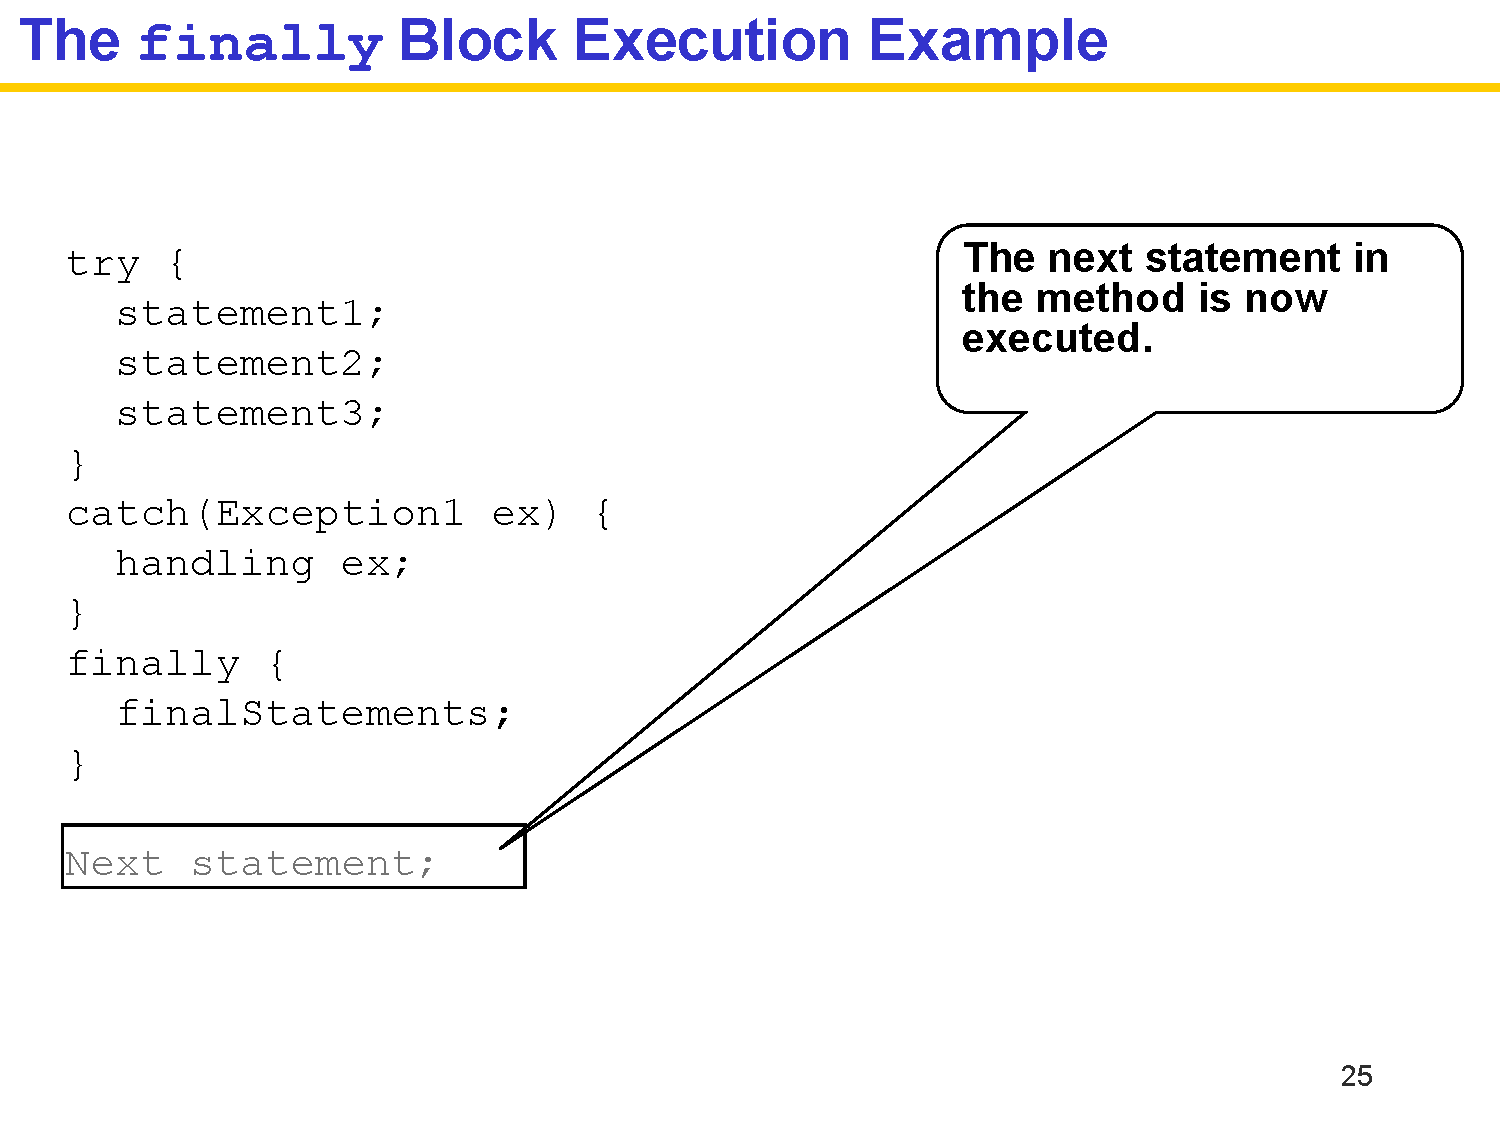 The finally Block Execution Example
try {
  statement1;
  statement2;
  statement3;
}
catch(Exception1 ex) {
  handling ex;
}
finally {
  finalStatements;
}
Next statement;
The next statement in
the method is now
executed.
25